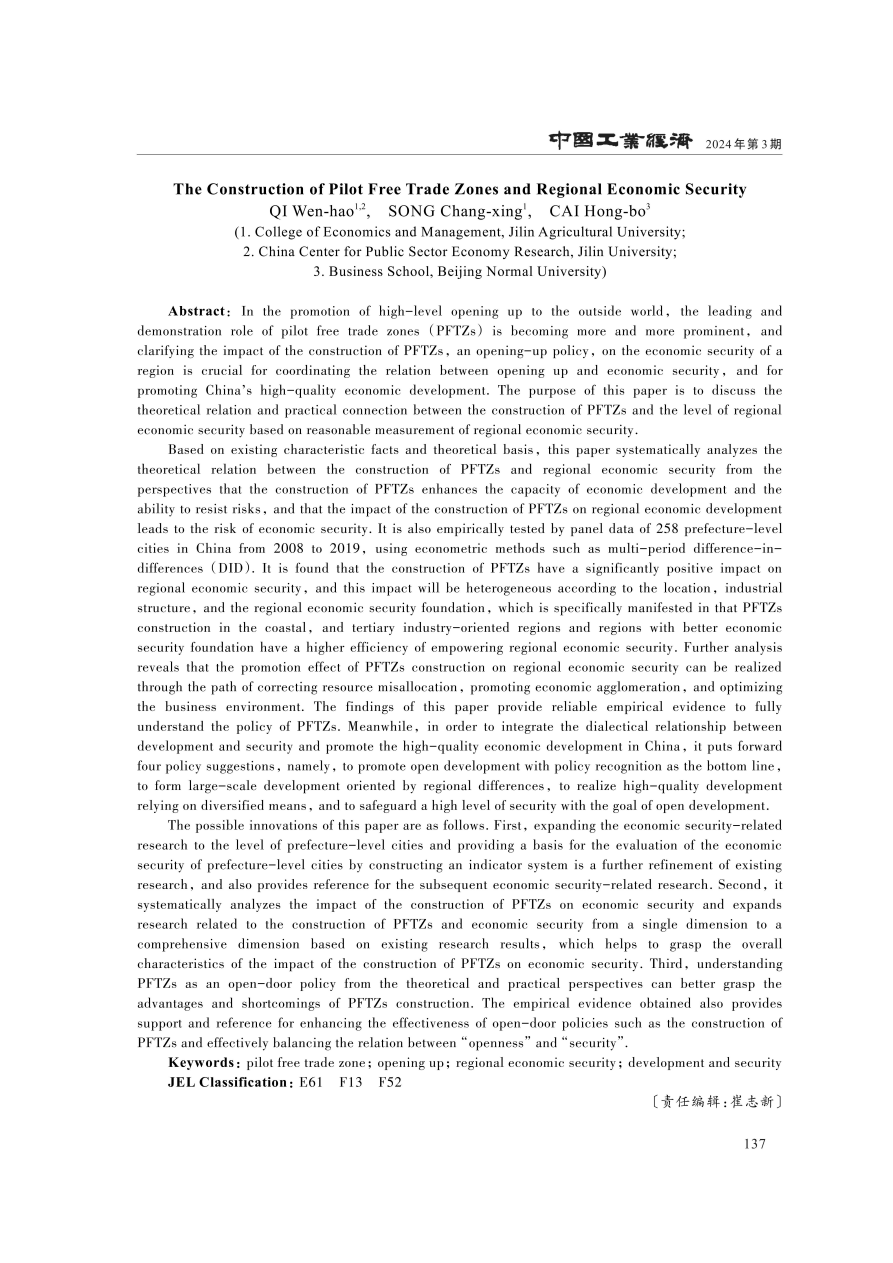 中国工業經濟 2024年第3期
The Construction of Pilot Free Trade Zones and Regional Economic Security
QI Wen-hao1,2, SONG Chang-xing1, CAI Hong-bo3
(1. College of Economics and Management, Jilin Agricultural University;
2. China Center for Public Sector Economy Research, Jilin University;
3. Business School, Beijing Normal University)
Abstract: In the promotion of high-level opening up to the outside world, the leading and
demonstration role of pilot free trade zones (PFTZs) is becoming more and more prominent, and
clarifying the impact of the construction of PFTZs, an opening-up policy, on the economic security of a
region is crucial for coordinating the relation between opening up and economic security, and for
promoting China's high-quality economic development. The purpose of this paper is to discuss the
theoretical relation and practical connection between the construction of PFTZs and the level of regional
economic security based on reasonable measurement of regional economic security.
Based on existing characteristic facts and theoretical basis, this paper systematically analyzes the
theoretical relation between the construction of PFTZs and regional economic security from the
perspectives that the construction of PFTZs enhances the capacity of economic development and the
ability to resist risks, and that the impact of the construction of PFTZs on regional economic development
leads to the risk of economic security. It is also empirically tested by panel data of 258 prefecture-level
cities in China from 2008 to 2019, using econometric methods such as multi-period difference-in-
differences (DID). It is found that the construction of PFTZs have a significantly positive impact on
regional economic security, and this impact will be heterogeneous according to the location, industrial
structure, and the regional economic security foundation, which is specifically manifested in that PFTZs
construction in the coastal, and tertiary industry-oriented regions and regions with better economic
security foundation have a higher efficiency of empowering regional economic security. Further analysis
reveals that the promotion effect of PFTZs construction on regional economic security can be realized
through the path of correcting resource misallocation, promoting economic agglomeration, and optimizing
the business environment. The findings of this paper provide reliable empirical evidence to fully
understand the policy of PFTZs. Meanwhile, in order to integrate the dialectical relationship between
development and security and promote the high-quality economic development in China, it puts forward
four policy suggestions, namely, to promote open development with policy recognition as the bottom line,
to form large-scale development oriented by regional differences, to realize high-quality development
relying on diversified means, and to safeguard a high level of security with the goal of open development.
The possible innovations of this paper are as follows. First, expanding the economic security-related
research to the level of prefecture-level cities and providing a basis for the evaluation of the economic
security of prefecture-level cities by constructing an indicator system is a further refinement of existing
research, and also provides reference for the subsequent economic security-related research. Second, it
systematically analyzes the impact of the construction of PFTZs on economic security and expands
research related to the construction of PFTZs and economic security from a single dimension to a
comprehensive dimension based on existing research results, which helps to grasp the overall
characteristics of the impact of the construction of PFTZs on economic security. Third, understanding
PFTZs as an open-door policy from the theoretical and practical perspectives can better grasp the
advantages and shortcomings of PFTZs construction. The empirical evidence obtained also provides
support and reference for enhancing the effectiveness of open-door policies such as the construction of
PFTZs and effectively balancing the relation between “openness” and “security”.
Keywords: pilot free trade zone; opening up; regional economic security; development and security
JEL Classification: E61 F13 F52
〔责任编辑:崔志新〕
137